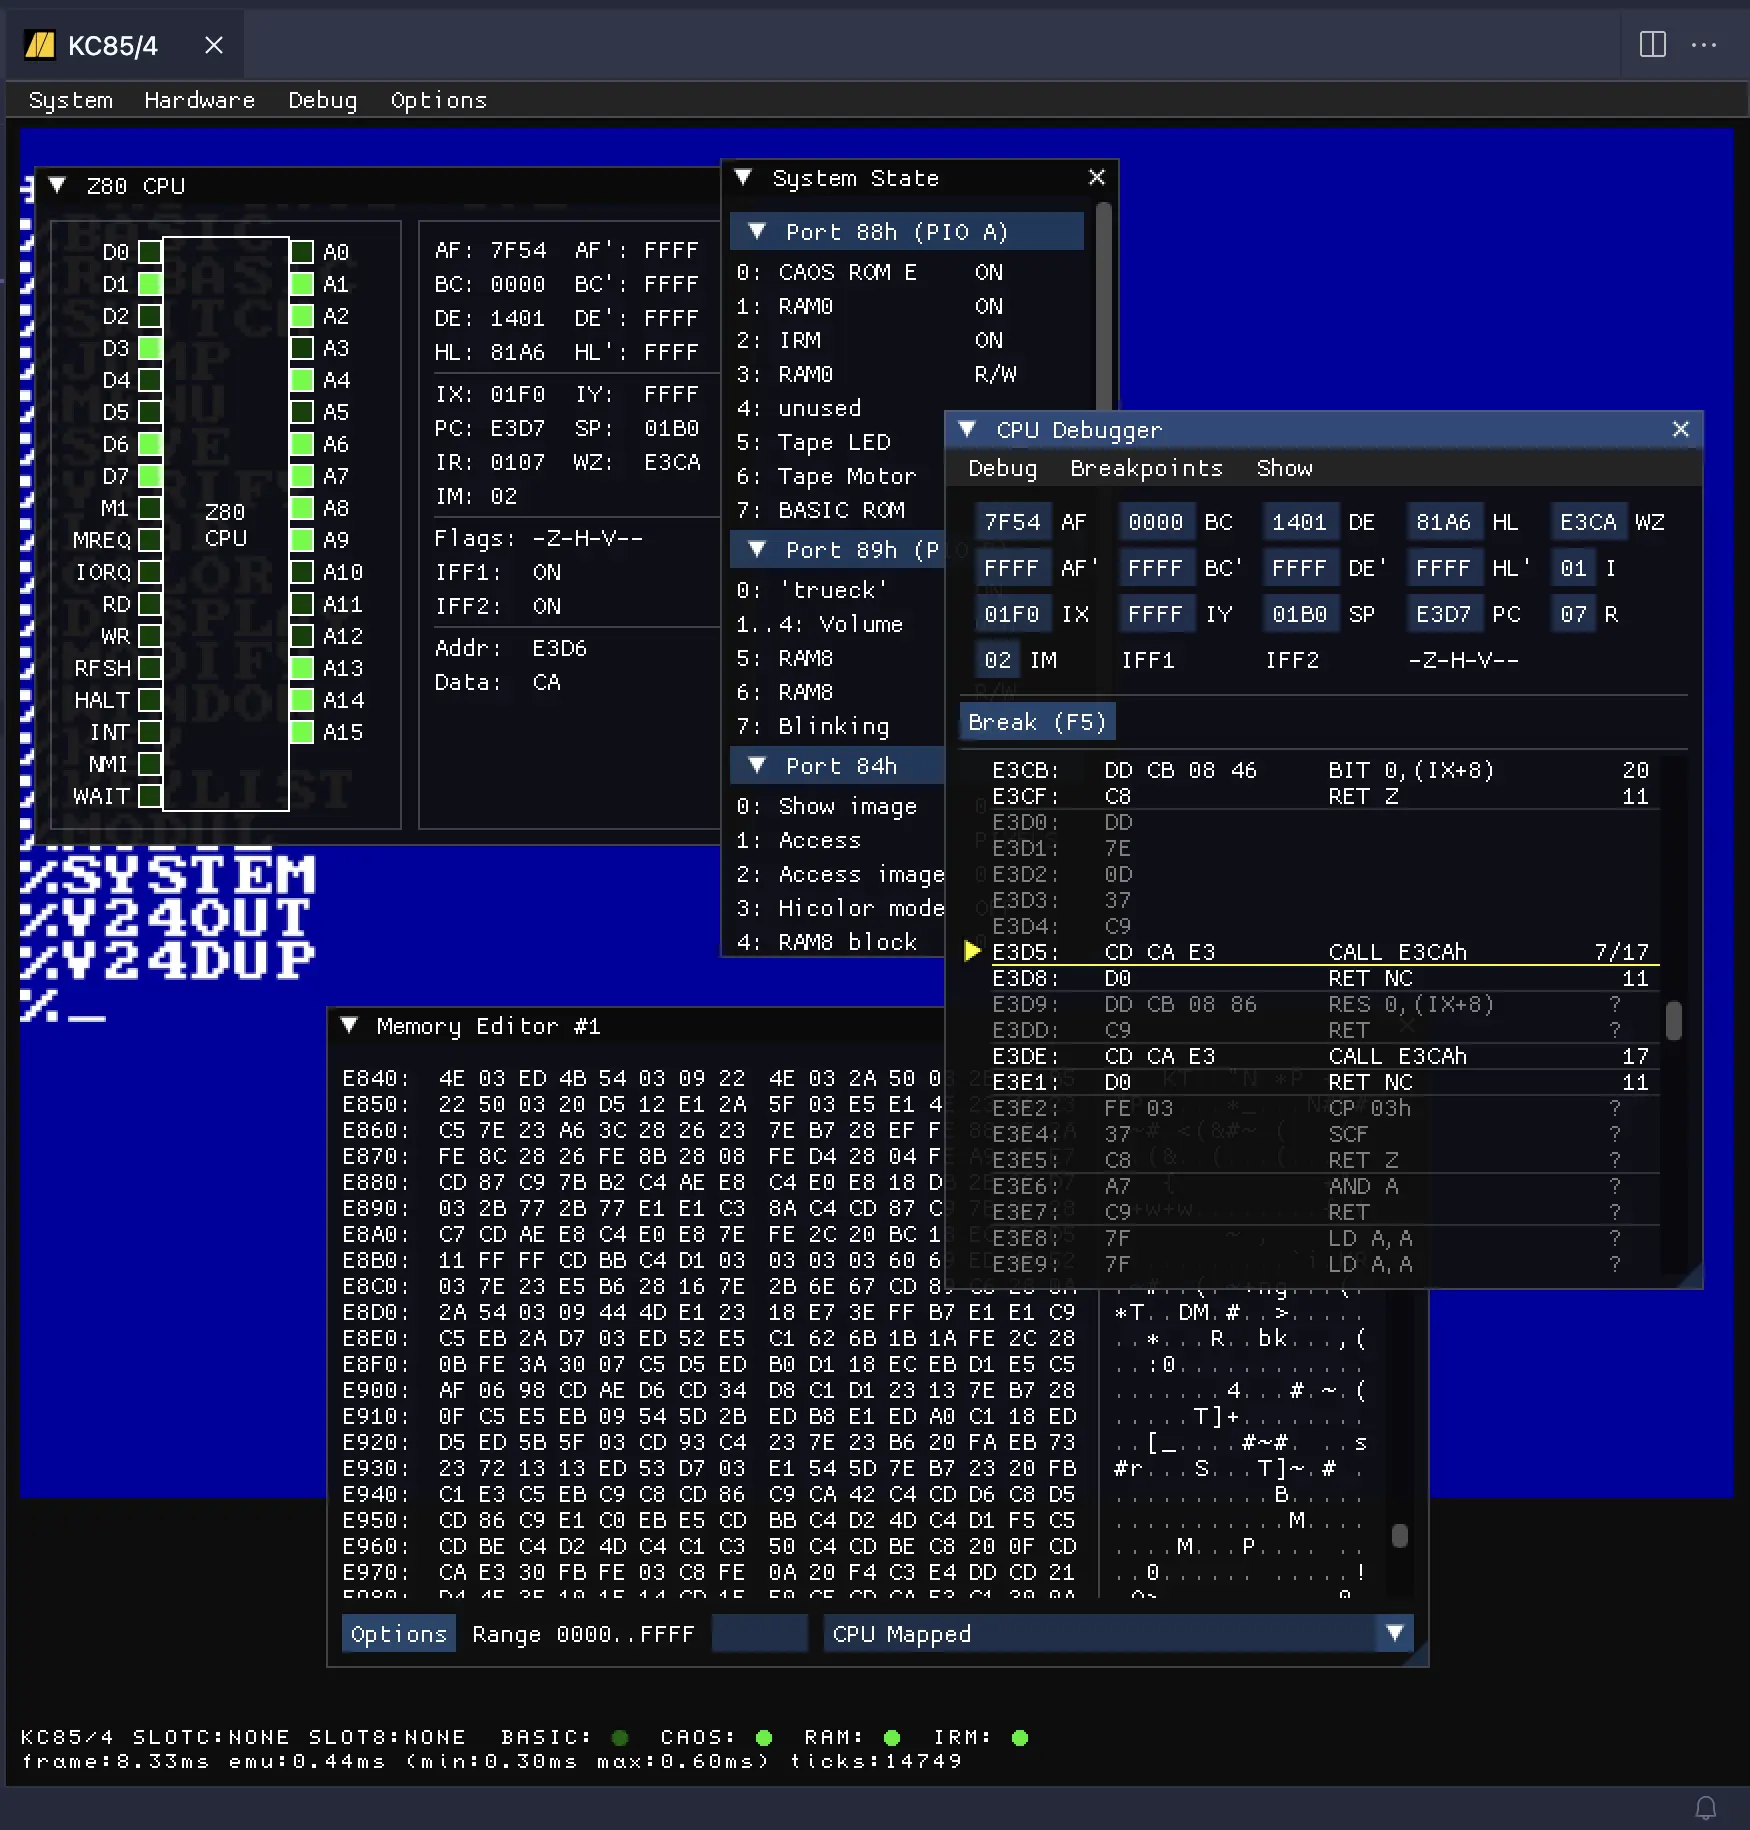 KC85/4
System Hardware Debug Options
Z80 CPU
D0 A0
D1 A1
D2 A2
D3 A3
D4 A4
D5 A5
D6 A6
D7 A7
M1 A8
MREQ A9
IORQ A10
RD A11
WR A12
RFSH A13
HALT A14
INT A15
NMI
WAIT
Z80
CPU
AF: 7F54 AF': FFFF
BC: 0000 BC': FFFF
DE: 1401 DE': FFFF
HL: 81A6 HL': FFFF
IX: 01F0 IY: FFFF
PC: E3D7 SP: 01B0
IR: 0107 WZ: E3CA
IM: 02
Flags: -Z-H-V--
IFF1: ON
IFF2: ON
Addr: E3D6
Data: CA
System State
Port 88h (PIO A)
0: CAOS ROM E ON
1: RAM0 ON
2: IRM ON
3: RAM0 R/W
4: unused
5: Tape LED
6: Tape Motor
7: BASIC ROM
Port 89h (P
0: 'trueck'
1..4: Volume
5: RAM8
6: RAM8
7: Blinking
Port 84h
0: Show image
1: Access
2: Access image
3: Hicolor mode
4: RAM8 block
CPU Debugger
Debug Breakpoints Show
7F54 AF 0000 BC 1401 DE 81A6 HL E3CA WZ
FFFF AF' FFFF BC' FFFF DE' FFFF HL' 01 I
01F0 IX FFFF IY 01B0 SP E3D7 PC 07 R
02 IM IFF1 IFF2 -Z-H-V--
Break (F5)
E3CB: DD CB 08 46 BIT 0,(IX+8) 20
E3CF: C8 RET Z 11
E3D0: DD
E3D1: 7E
E3D2: 0D
E3D3: 37
E3D4: C9
E3D5: CD CA E3 CALL E3CAh 7/17
E3D8: D0 RET NC 11
E3D9: DD CB 08 86 RES 0,(IX+8) ?
E3DD: C9 RET ?
E3DE: CD CA E3 CALL E3CAh 17
E3E1: D0 RET NC 11
E3E2: FE 03 CP 03h ?
E3E4: 37 SCF ?
E3E5: C8 RET Z ?
E3E6: A7 AND A ?
E3E7: C9 RET ?
E3E8: 7F LD A,A ?
E3E9: 7F LD A,A ?
%SYSTEM
%V24OUT
%V24DUP
%_
Memory Editor #1
E840: 4E 03 ED 4B 54 03 09 22 4E 03 2A 50
E850: 22 50 03 20 D5 12 E1 2A 5F 03 E5 E1
E860: C5 7E 23 A6 3C 28 26 23 7E B7 28 EF
E870: FE 8C 28 26 FE 8B 28 08 FE D4 28 04
E880: CD 87 C9 7B B2 C4 AE E8 C4 E0 E8 18
E890: 03 2B 77 2B 77 E1 E1 C3 8A C4 CD 87
E8A0: C7 CD AE E8 C4 E0 E8 7E FE 2C 20 BC
E8B0: 11 FF FF CD BB C4 D1 03 03 03 03 60
E8C0: 03 7E 23 E5 B6 28 16 7E 2B 6E 67 CD
E8D0: 2A 54 03 09 44 4D E1 23 18 E7 3E FF B7 E1 E1 C9 *T..DM.#..>.....
E8E0: C5 EB 2A D7 03 ED 52 E5 C1 62 6B 1B 1A FE 2C 28 ..*...R..bk...,(
E8F0: 0B FE 3A 30 07 C5 D5 ED B0 D1 18 EC EB D1 E5 C5 ..:0............
E900: AF 06 98 CD AE D6 CD 34 D8 C1 D1 23 13 7E B7 28 .......4...#.~.(
E910: 0F C5 E5 EB 09 54 5D 2B ED B8 E1 ED A0 C1 18 ED .....T]+........
E920: D5 ED 5B 5F 03 CD 93 C4 23 7E 23 B6 20 FA EB 73 ..[_....#~#. ..s
E930: 23 72 13 13 ED 53 D7 03 E1 54 5D 7E B7 23 20 FB #r...S...T]~.# .
E940: C1 E3 C5 EB C9 C8 CD 86 C9 CA 42 C4 CD D6 C8 D5 ..........B.....
E950: CD 86 C9 E1 C0 EB E5 CD BB C4 D2 4D C4 D1 F5 C5 ...........M....
E960: CD BE C4 D2 4D C4 C1 C3 50 C4 CD BE C8 20 0F CD ....M...P.... ..
E970: CA E3 30 FB FE 03 C8 FE 0A 20 F4 C3 E4 DD CD 21 ..0...... .....!
Options Range 0000..FFFF CPU Mapped
KC85/4 SLOTC:NONE SLOT8:NONE BASIC: CAOS: RAM: IRM:
frame:8.33ms emu:0.44ms (min:0.30ms max:0.60ms) ticks:14749